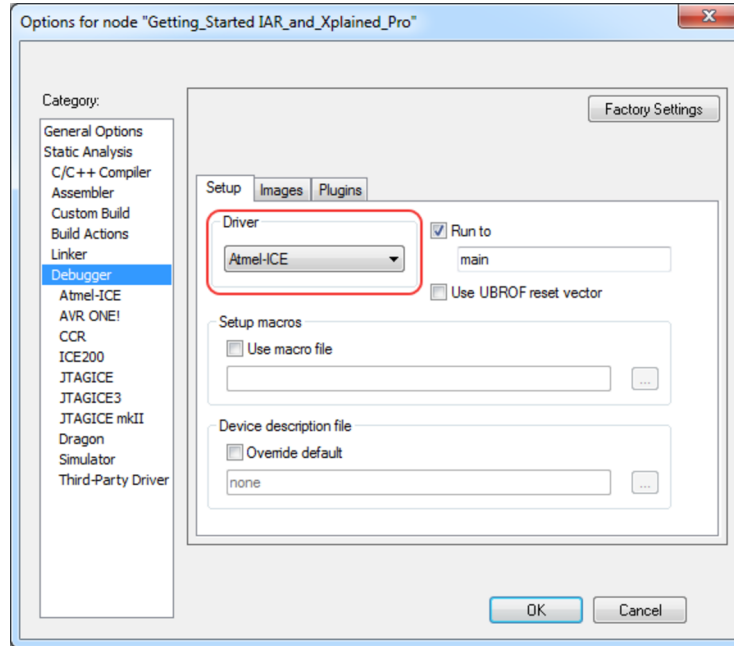 Options for node "Getting_Started IAR_and_Xplained_Pro"
x
Category:
General Options
Static Analysis
C/C++ Compiler
Assembler
Custom Build
Build Actions
Linker
Debugger
Atmel-ICE
AVR ONE!
CCR
ICE200
JTAGICE
JTAGICE3
JTAGICE mkII
Dragon
Simulator
Third-Party Driver
Factory Settings
Setup Images Plugins
Driver
Atmel-ICE
Run to
main
Use UBROF reset vector
Setup macros
Use macro file
...
Device description file
Override default
none
...
OK Cancel